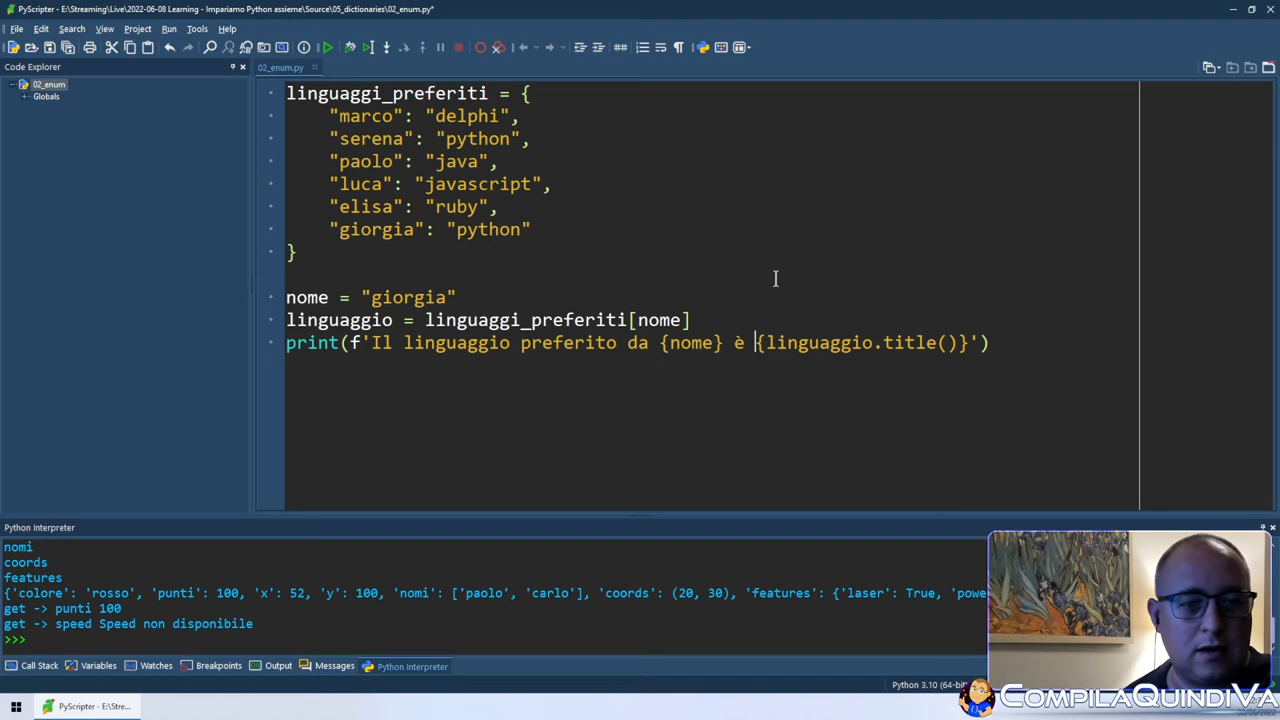 PyScripter - E:\Streaming\Live\2022-06-08 Learning - Impariamo Python assieme\Source\05_dictionaries\02_enum.py*
File Edit Search View Project Run Tools Help
Code Explorer
02_enum.py
02_enum
Globals
linguaggi_preferiti = {
"marco": "delphi",
"serena": "python",
"paolo": "java",
"luca": "javascript",
"elisa": "ruby",
"giorgia": "python"
}
nome = "giorgia"
linguaggio = linguaggi_preferiti[nome]
print(f'Il linguaggio preferito da {nome} è {linguaggio.title()}')
Python Interpreter
nomi
coords
features
{'colore': 'rosso', 'punti': 100, 'x': 52, 'y': 100, 'nomi': ['paolo', 'carlo'], 'coords': (20, 30), 'features': {'laser': True, 'powe
get -> punti 100
get -> speed Speed non disponibile
>>>
Call Stack Variables Watches Breakpoints Output Messages Python Interpreter
Python 3.10 (64-bit)
COMPILAQUINDIVA
PyScripter - E:\Stre...